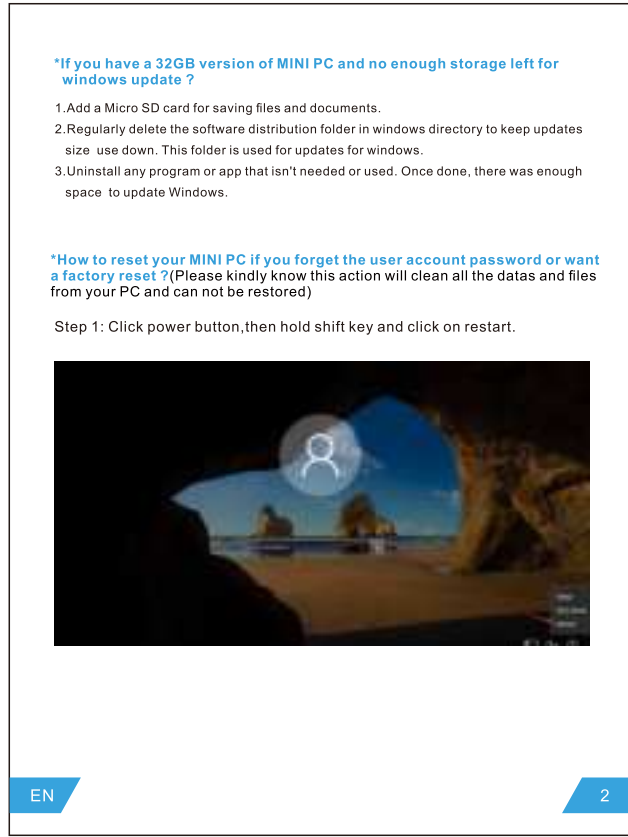 *If you have a 32GB version of MINI PC and no enough storage left for
windows update ?
1.Add a Micro SD card for saving files and documents.
2.Regularly delete the software distribution folder in windows directory to keep updates
size use down. This folder is used for updates for windows.
3.Uninstall any program or app that isn't needed or used. Once done, there was enough
space to update Windows.
*How to reset your MINI PC if you forget the user account password or want
a factory reset ?(Please kindly know this action will clean all the datas and files
from your PC and can not be restored)
Step 1: Click power button,then hold shift key and click on restart.
EN
2